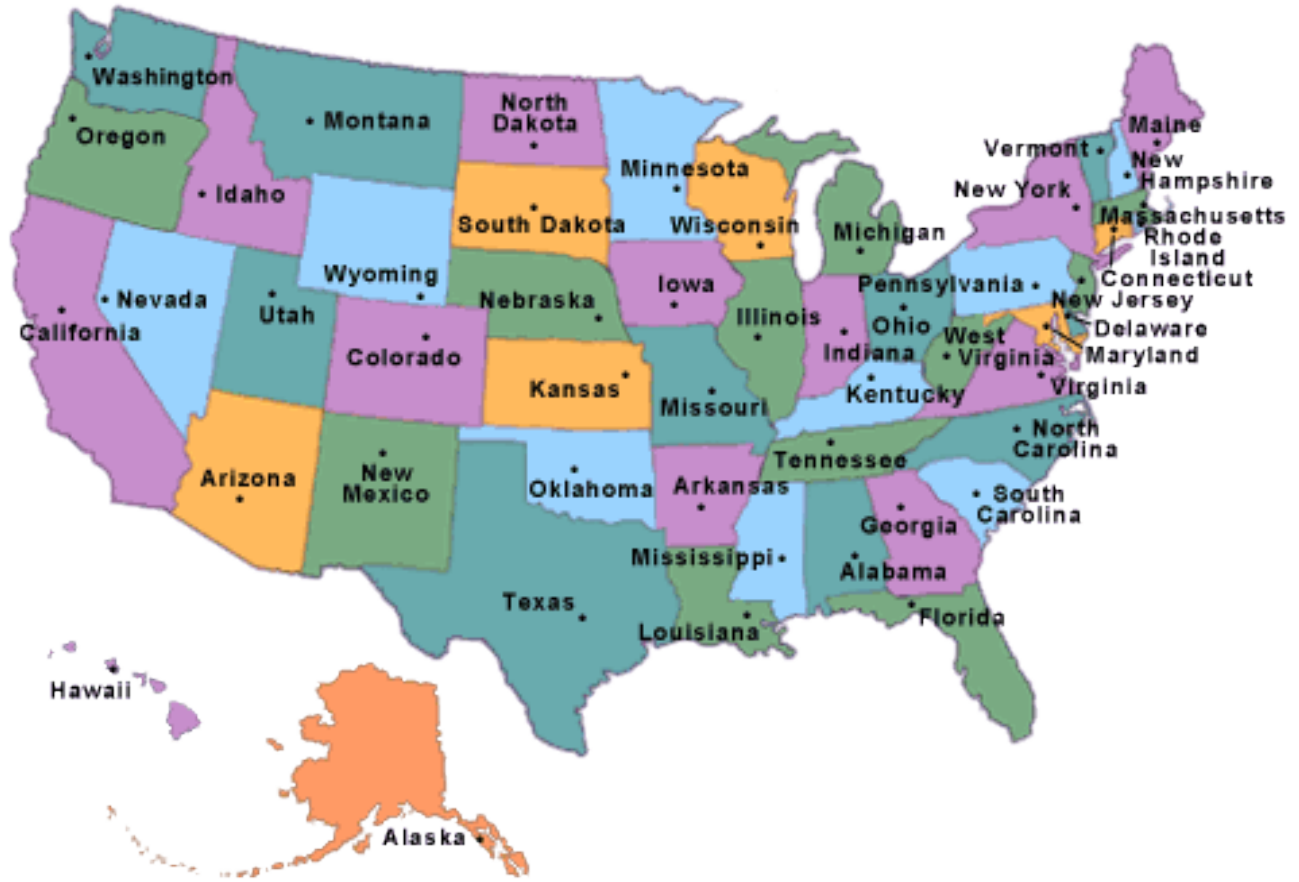 Washington
Montana
North
Dakota
Minnesota
Maine
Oregon
Vermont
New
Hampshire
Idaho
New York
South Dakota
Wisconsin
Michigan
Massachusetts
Rhode
Island
Connecticut
Wyoming
Nevada
Nebraska
Iowa
Pennsylvania
New Jersey
California
Utah
Colorado
Illinois
Indiana
Ohio
West
Virginia
Delaware
Maryland
Virginia
Kansas
Missouri
Kentucky
North
Carolina
Arizona
New
Mexico
Oklahoma
Arkansas
Tennessee
South
Carolina
Georgia
Mississippi
Alabama
Texas
Louisiana
Florida
Hawaii
Alaska